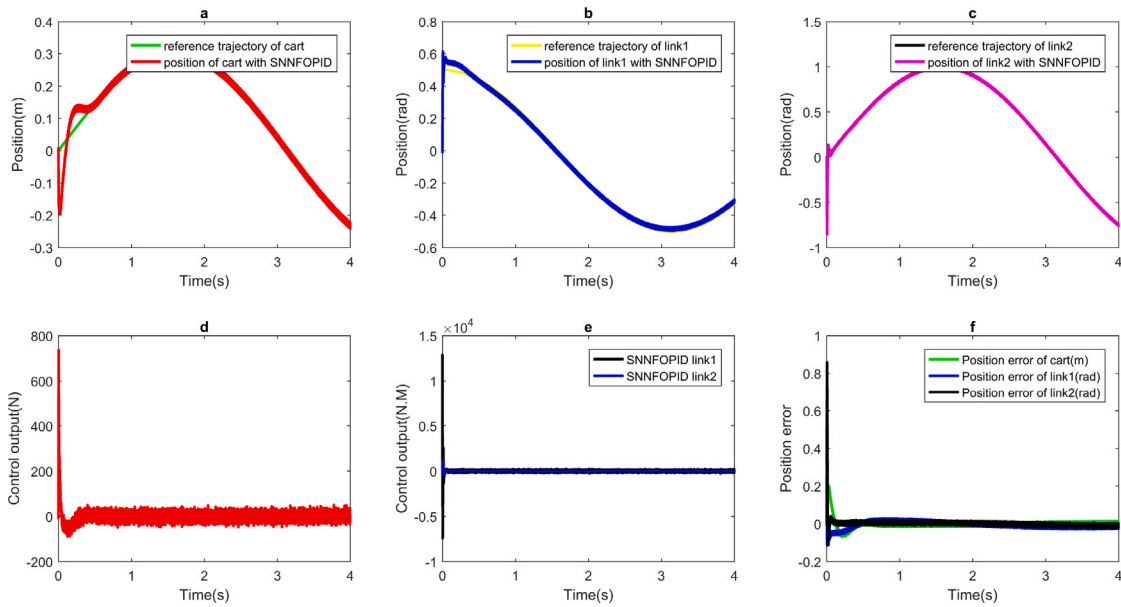 a
0.4
0.3
0.2
0.1
0
-0.1
-0.2
-0.3
Position(m)
reference trajectory of cart
position of cart with SNNFOPID
0 1 2 3 4
Time(s)
b
0.8
0.6
0.4
0.2
0
-0.2
-0.4
-0.6
Position(rad)
reference trajectory of link1
position of link1 with SNNFOPID
0 1 2 3 4
Time(s)
c
1.5
1
0.5
0
-0.5
-1
Position(rad)
reference trajectory of link2
position of link2 with SNNFOPID
0 1 2 3 4
Time(s)
d
800
600
400
200
0
-200
Control output(N)
0 1 2 3 4
Time(s)
e
×10⁴
1.5
1
0.5
0
-0.5
-1
Control output(N.M)
SNNFOPID link1
SNNFOPID link2
0 1 2 3 4
Time(s)
f
1
0.8
0.6
0.4
0.2
0
-0.2
Position error
Position error of cart(m)
Position error of link1(rad)
Position error of link2(rad)
0 1 2 3 4
Time(s)